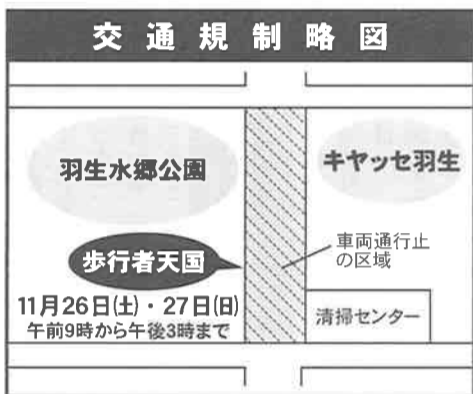 交通規制略図
羽生水郷公園
キヤッセ羽生
歩行者天国
車両通行止
の区域
11月26日(土)・27日(日)
午前9時から午後3時まで
清掃センター